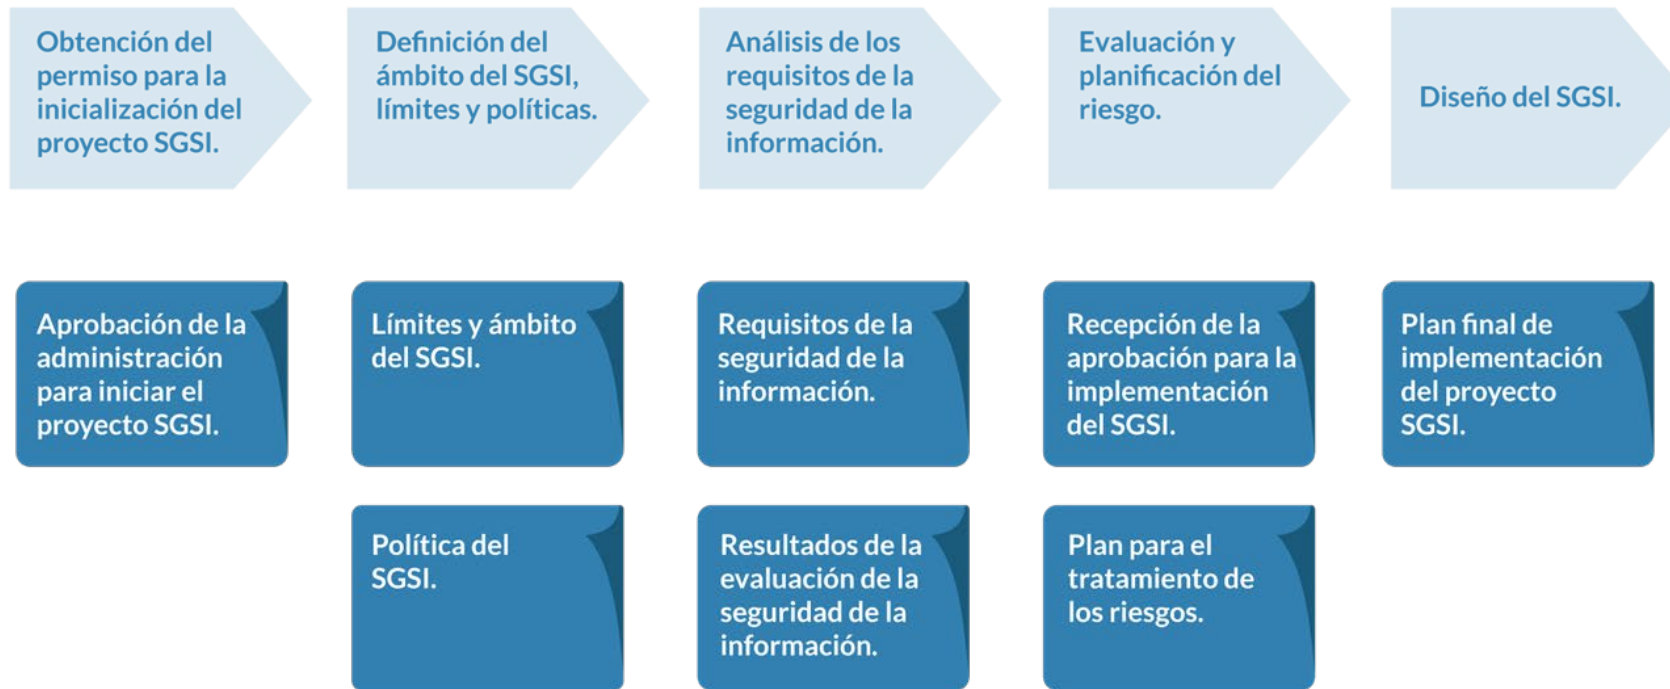 Obtención del
permiso para la
inicialización del
proyecto SGSI.
Definición del
ámbito del SGSI,
límites y políticas.
Análisis de los
requisitos de la
seguridad de la
información.
Evaluación y
planificación del
riesgo.
Diseño del SGSI.
Aprobación de la
administración
para iniciar el
proyecto SGSI.
Límites y ámbito
del SGSI.
Requisitos de la
seguridad de la
información.
Recepción de la
aprobación para la
implementación
del SGSI.
Plan final de
implementación
del proyecto
SGSI.
Política del
SGSI.
Resultados de la
evaluación de la
seguridad de la
información.
Plan para el
tratamiento de
los riesgos.